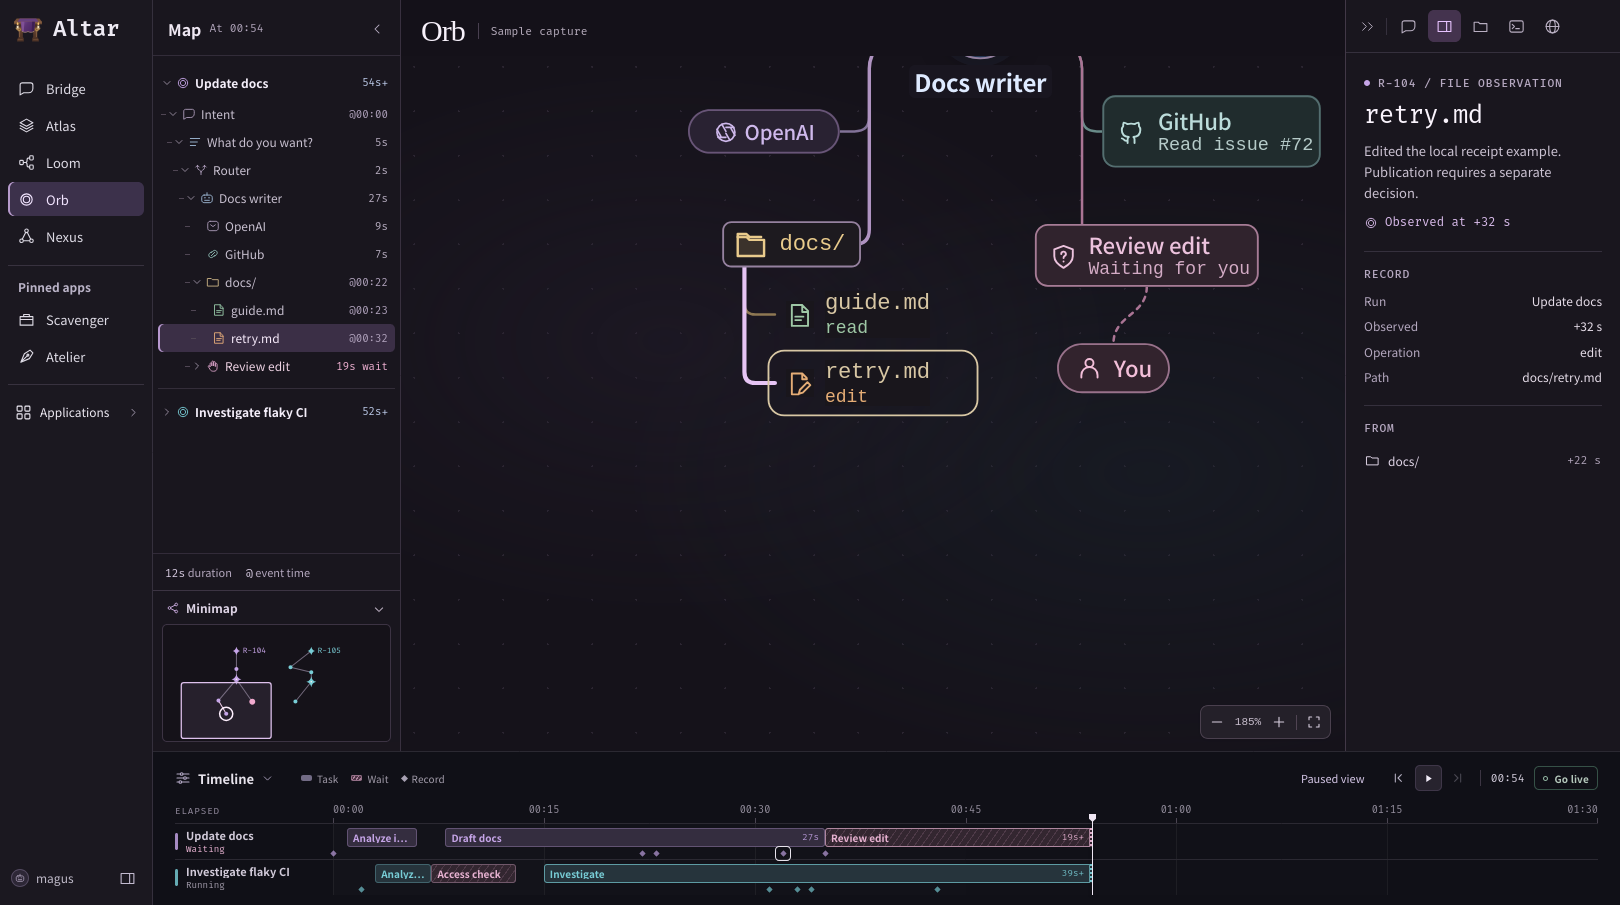 Altar
Bridge
Atlas
Loom
Orb
Nexus
Pinned apps
Scavenger
Atelier
Applications
magus
Map At 00:54
Update docs 54s+
Intent @00:00
What do you want? 5s
Router 2s
Docs writer 27s
OpenAI 9s
GitHub 7s
docs/ @00:22
guide.md @00:23
retry.md @00:32
Review edit 19s wait
Investigate flaky CI 52s+
12s duration @ event time
Minimap
R-104 R-105
Orb Sample capture
Docs writer
OpenAI
GitHub
Read issue #72
docs/
Review edit
Waiting for you
guide.md
read
retry.md
edit
You
185%
R-104 / FILE OBSERVATION
retry.md
Edited the local receipt example.
Publication requires a separate
decision.
Observed at +32 s
RECORD
Run Update docs
Observed +32 s
Operation edit
Path docs/retry.md
FROM
docs/ +22 s
Timeline Task Wait Record Paused view 00:54 Go live
ELAPSED 00:00 00:15 00:30 00:45 01:00 01:15 01:30
Update docs Analyze i... Draft docs 27s Review edit 19s+
Waiting
Investigate flaky CI Analyz... Access check Investigate 39s+
Running